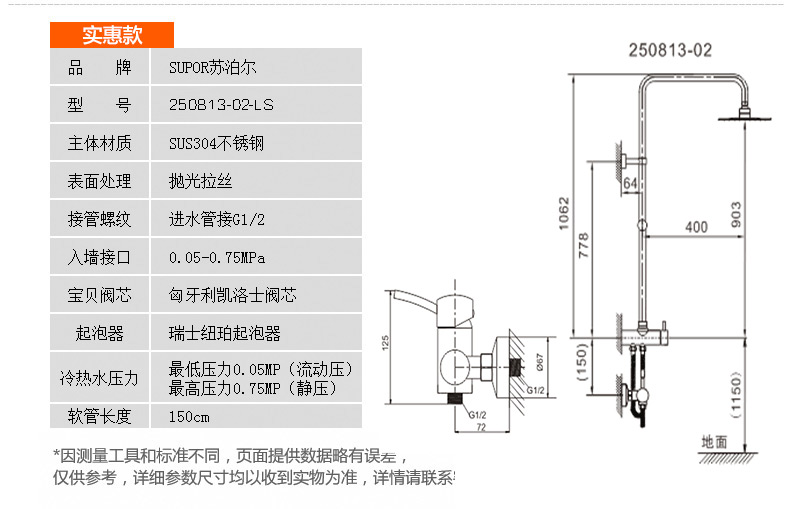 实惠款
品 牌 SUPOR苏泊尔
型 号 250813-02-LS
主体材质 SUS304不锈钢
表面处理 抛光拉丝
接管螺纹 进水管接G1/2
入墙接口 0.05-0.75MPa
宝贝阀芯 匈牙利凯洛士阀芯
起泡器 瑞士纽珀起泡器
冷热水压力 最低压力0.05MP（流动压）
最高压力0.75MP（静压）
软管长度 150cm
*因测量工具和标准不同，页面提供数据略有误差，
仅供参考，详细参数尺寸均以收到实物为准，详情请联系
125
G1/2
72
Ø67
G1/2
250813-02
64
1062
778
400
903
(150)
(1150)
地面